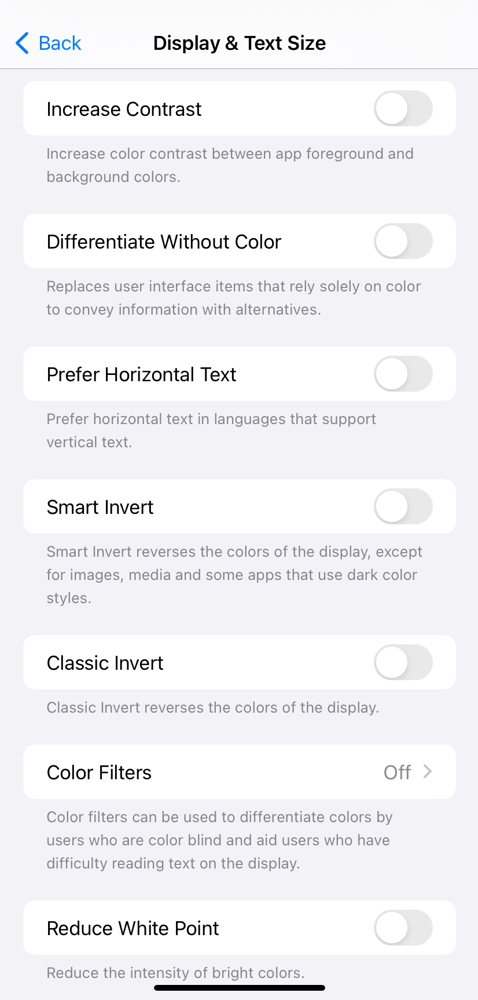 Back
Display & Text Size
Increase Contrast
Increase color contrast between app foreground and
background colors.
Differentiate Without Color
Replaces user interface items that rely solely on color
to convey information with alternatives.
Prefer Horizontal Text
Prefer horizontal text in languages that support
vertical text.
Smart Invert
Smart Invert reverses the colors of the display, except
for images, media and some apps that use dark color
styles.
Classic Invert
Classic Invert reverses the colors of the display.
Color Filters Off
Color filters can be used to differentiate colors by
users who are color blind and aid users who have
difficulty reading text on the display.
Reduce White Point
Reduce the intensity of bright colors.